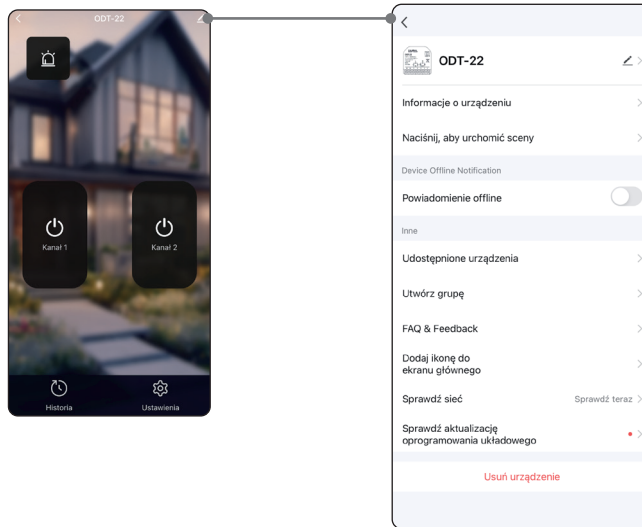 ODT-22
Kanał 1
Kanał 2
Historia
Ustawienia
ODT-22
Informacje o urządzeniu
Naciśnij, aby urchomić sceny
Device Offline Notification
Powiadomienie offline
Inne
Udostępnione urządzenia
Utwórz grupę
FAQ & Feedback
Dodaj ikonę do
ekranu głównego
Sprawdź sieć
Sprawdź teraz
Sprawdź aktualizację
oprogramowania układowego
Usuń urządzenie